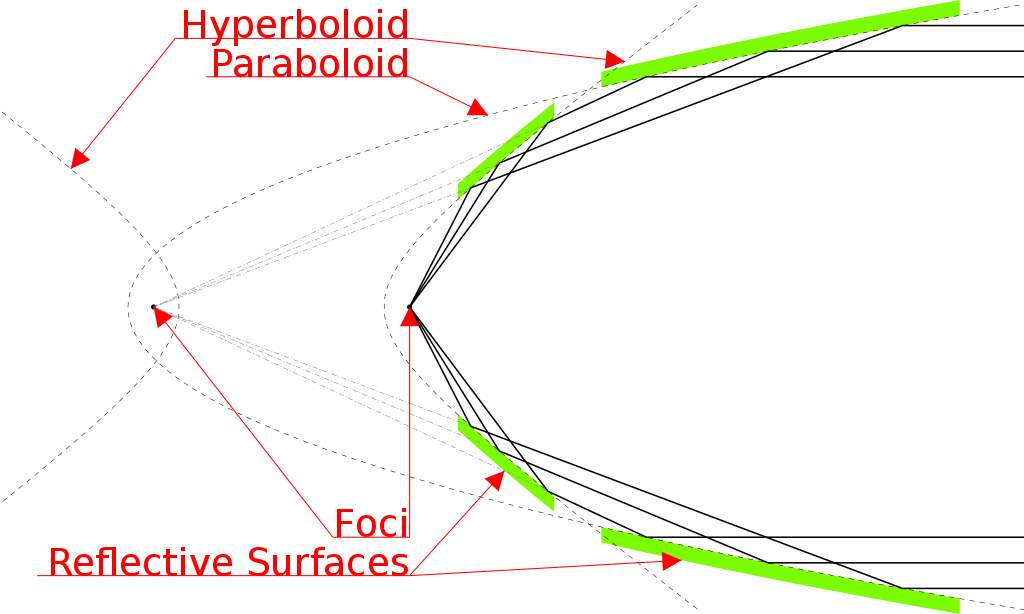 Hyperboloid
Paraboloid
Foci
Reflective Surfaces